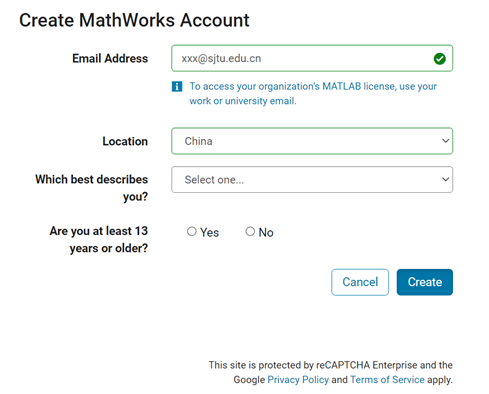 Create MathWorks Account
Email Address
xxx@sjtu.edu.cn
To access your organization's MATLAB license, use your
work or university email.
Location
China
Which best describes
you?
Select one...
Are you at least 13
years or older?
Yes
No
Cancel
Create
This site is protected by reCAPTCHA Enterprise and the
Google Privacy Policy and Terms of Service apply.